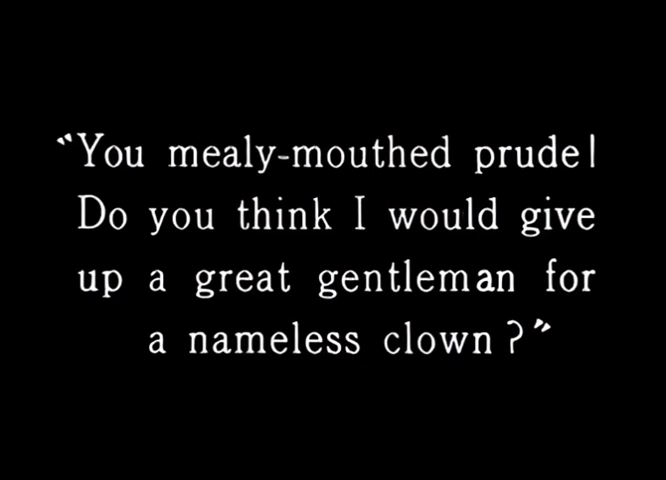 “You mealy-mouthed prude!
Do you think I would give
up a great gentleman for
a nameless clown?”